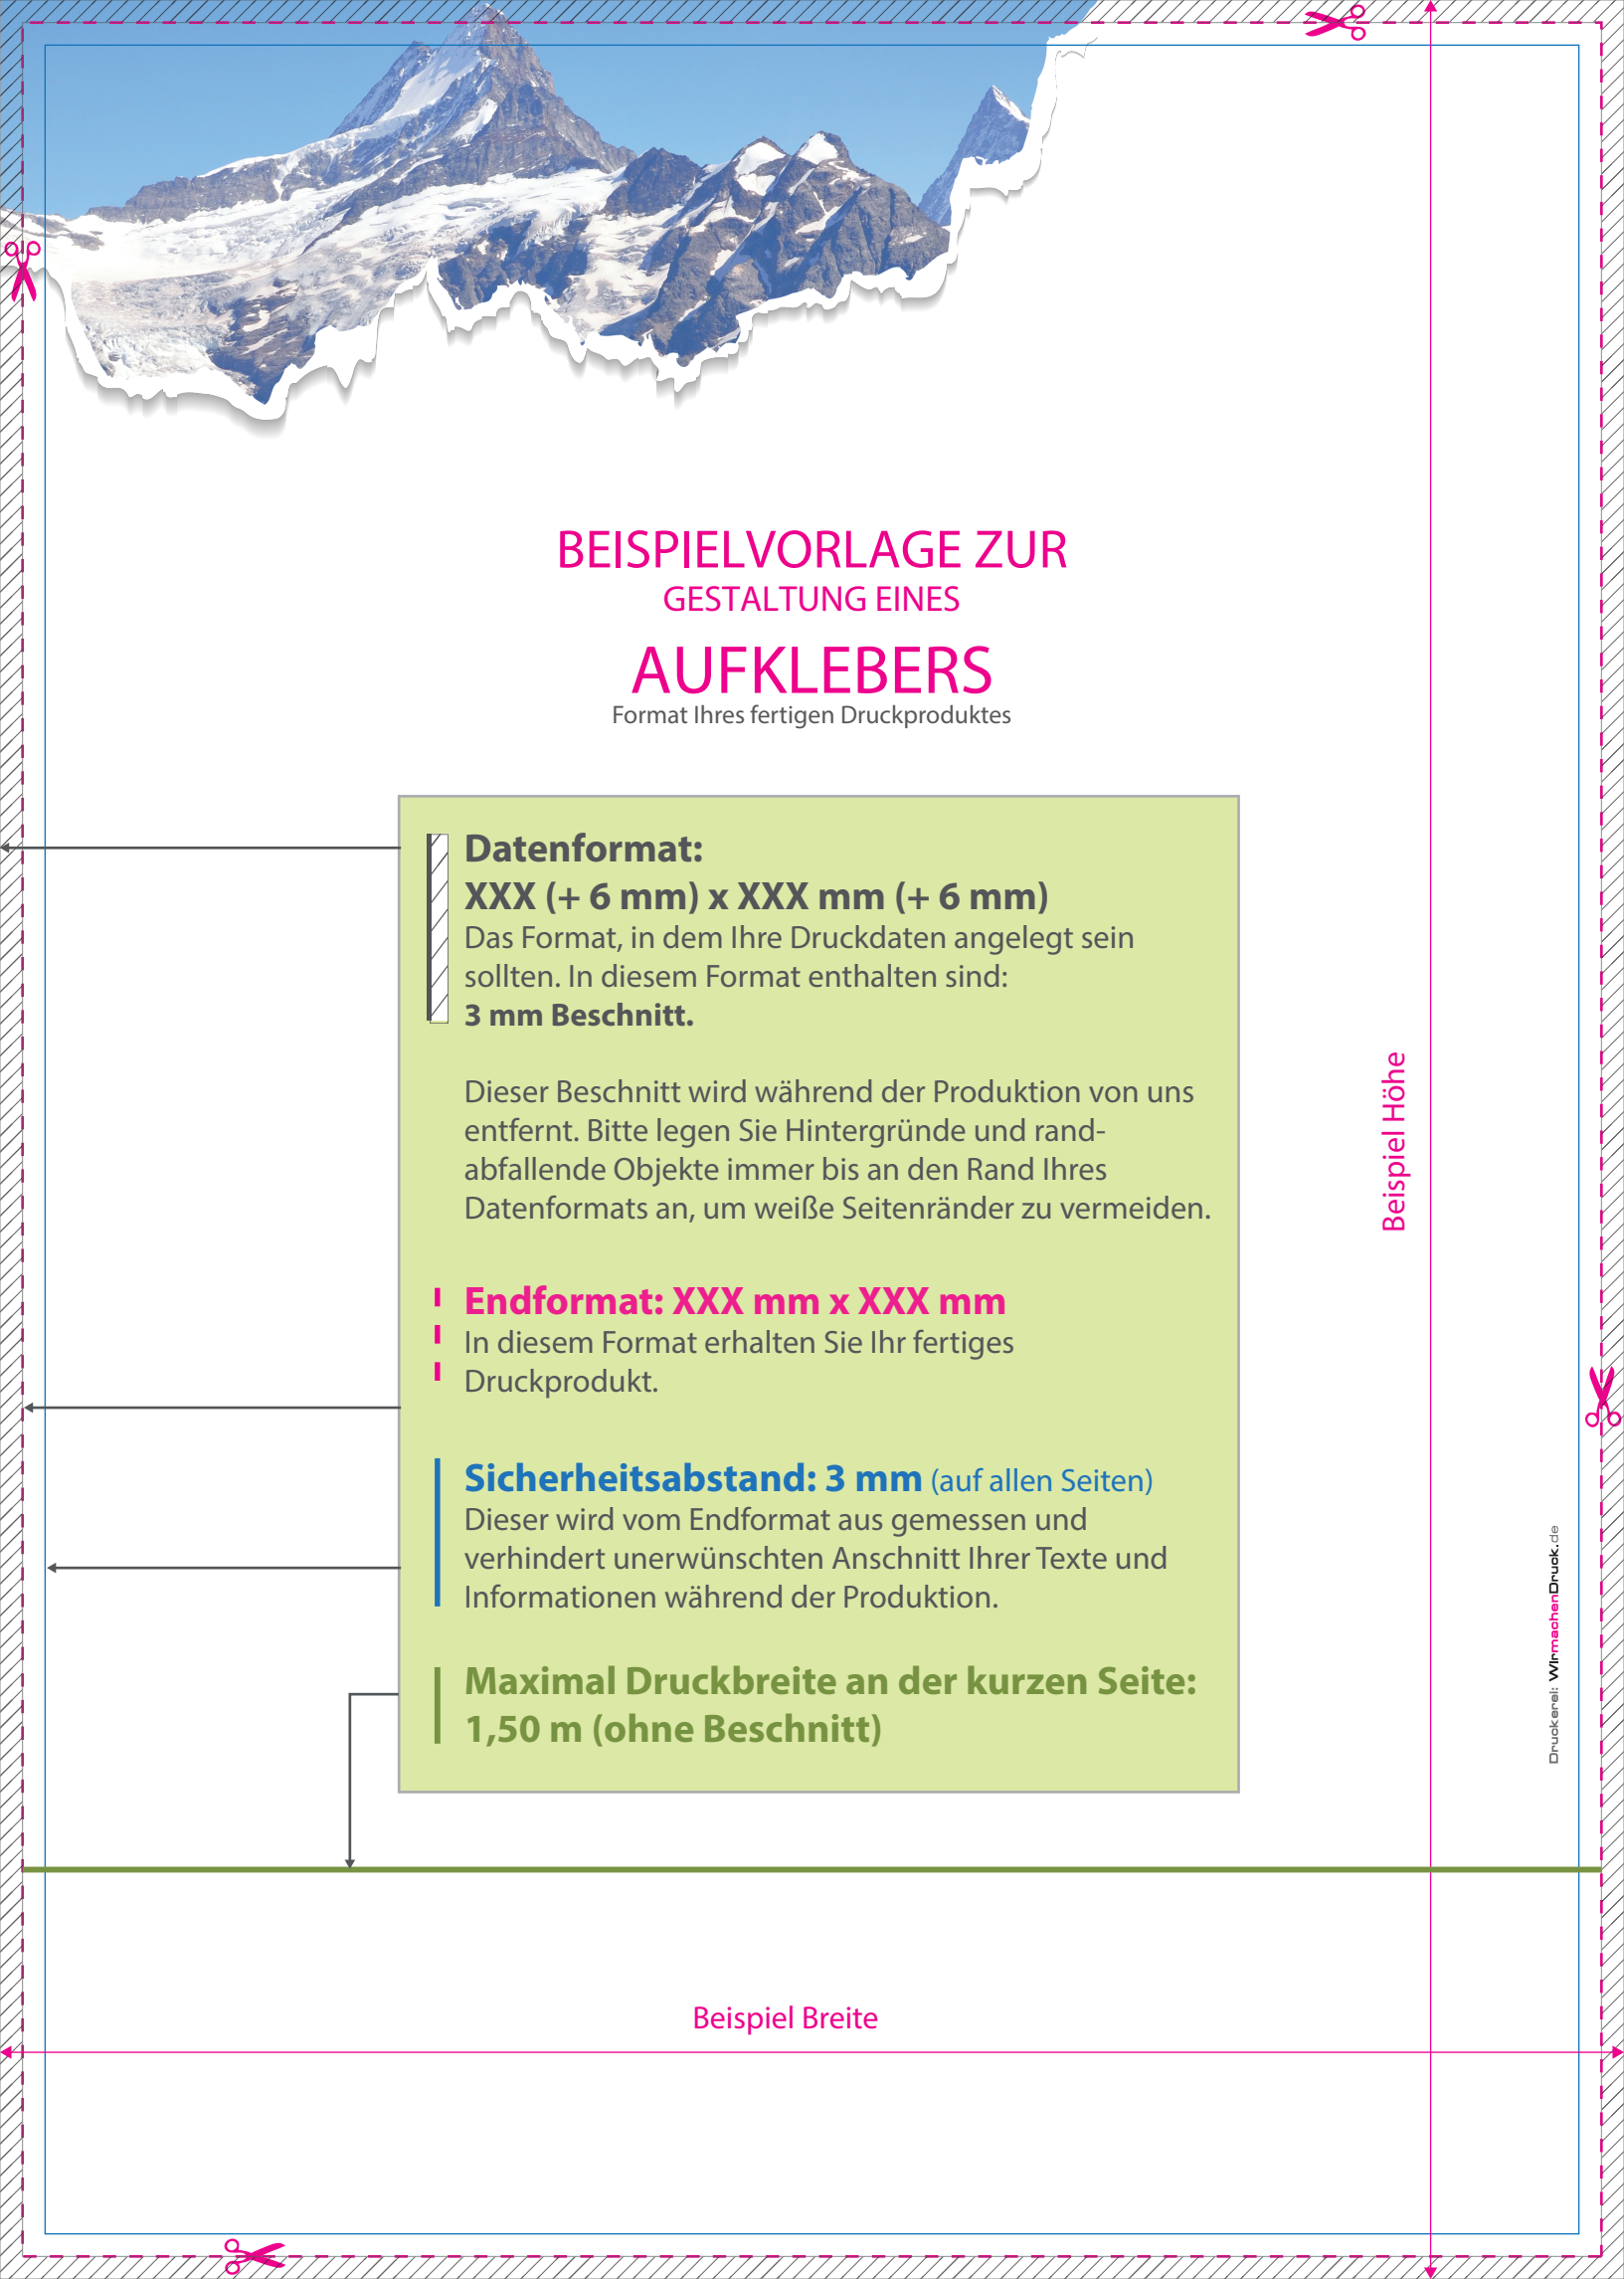 BEISPIELVORLAGE ZUR
GESTALTUNG EINES
AUFKLEBERS
Format Ihres fertigen Druckproduktes
Datenformat:
XXX (+ 6 mm) x XXX mm (+ 6 mm)
Das Format, in dem Ihre Druckdaten angelegt sein
sollten. In diesem Format enthalten sind:
3 mm Beschnitt.
Dieser Beschnitt wird während der Produktion von uns
entfernt. Bitte legen Sie Hintergründe und rand-
abfallende Objekte immer bis an den Rand Ihres
Datenformats an, um weiße Seitenränder zu vermeiden.
Endformat: XXX mm x XXX mm
In diesem Format erhalten Sie Ihr fertiges
Druckprodukt.
Sicherheitsabstand: 3 mm (auf allen Seiten)
Dieser wird vom Endformat aus gemessen und
verhindert unerwünschten Anschnitt Ihrer Texte und
Informationen während der Produktion.
Maximal Druckbreite an der kurzen Seite:
1,50 m (ohne Beschnitt)
Beispiel Höhe
Druckerei: WirmachenDruck.de
Beispiel Breite